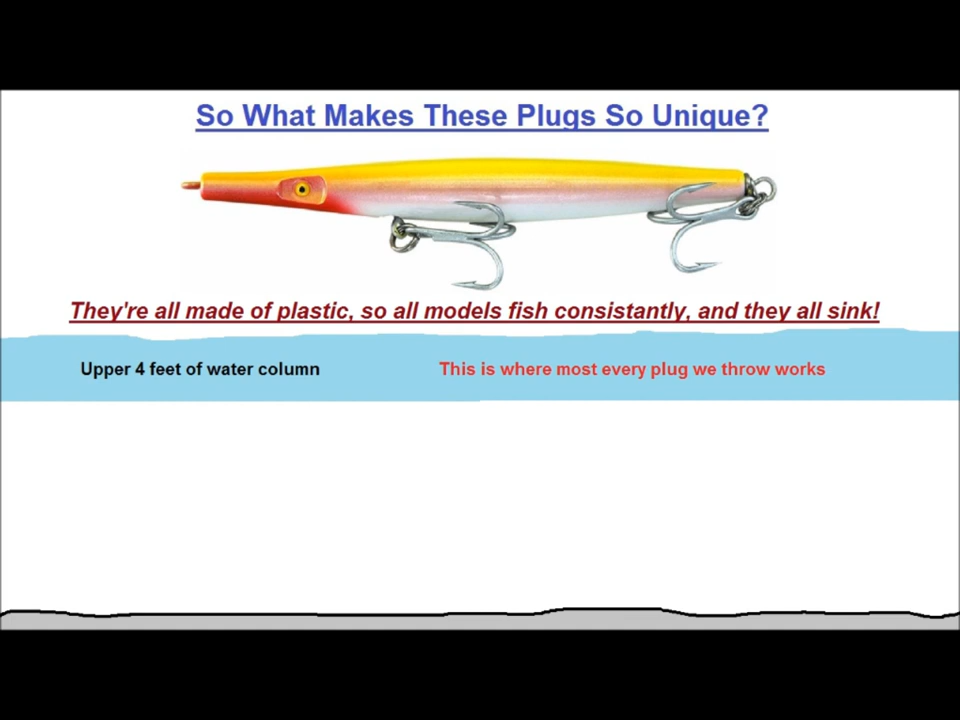 So What Makes These Plugs So Unique?
They're all made of plastic, so all models fish consistantly, and they all sink!
Upper 4 feet of water column
This is where most every plug we throw works